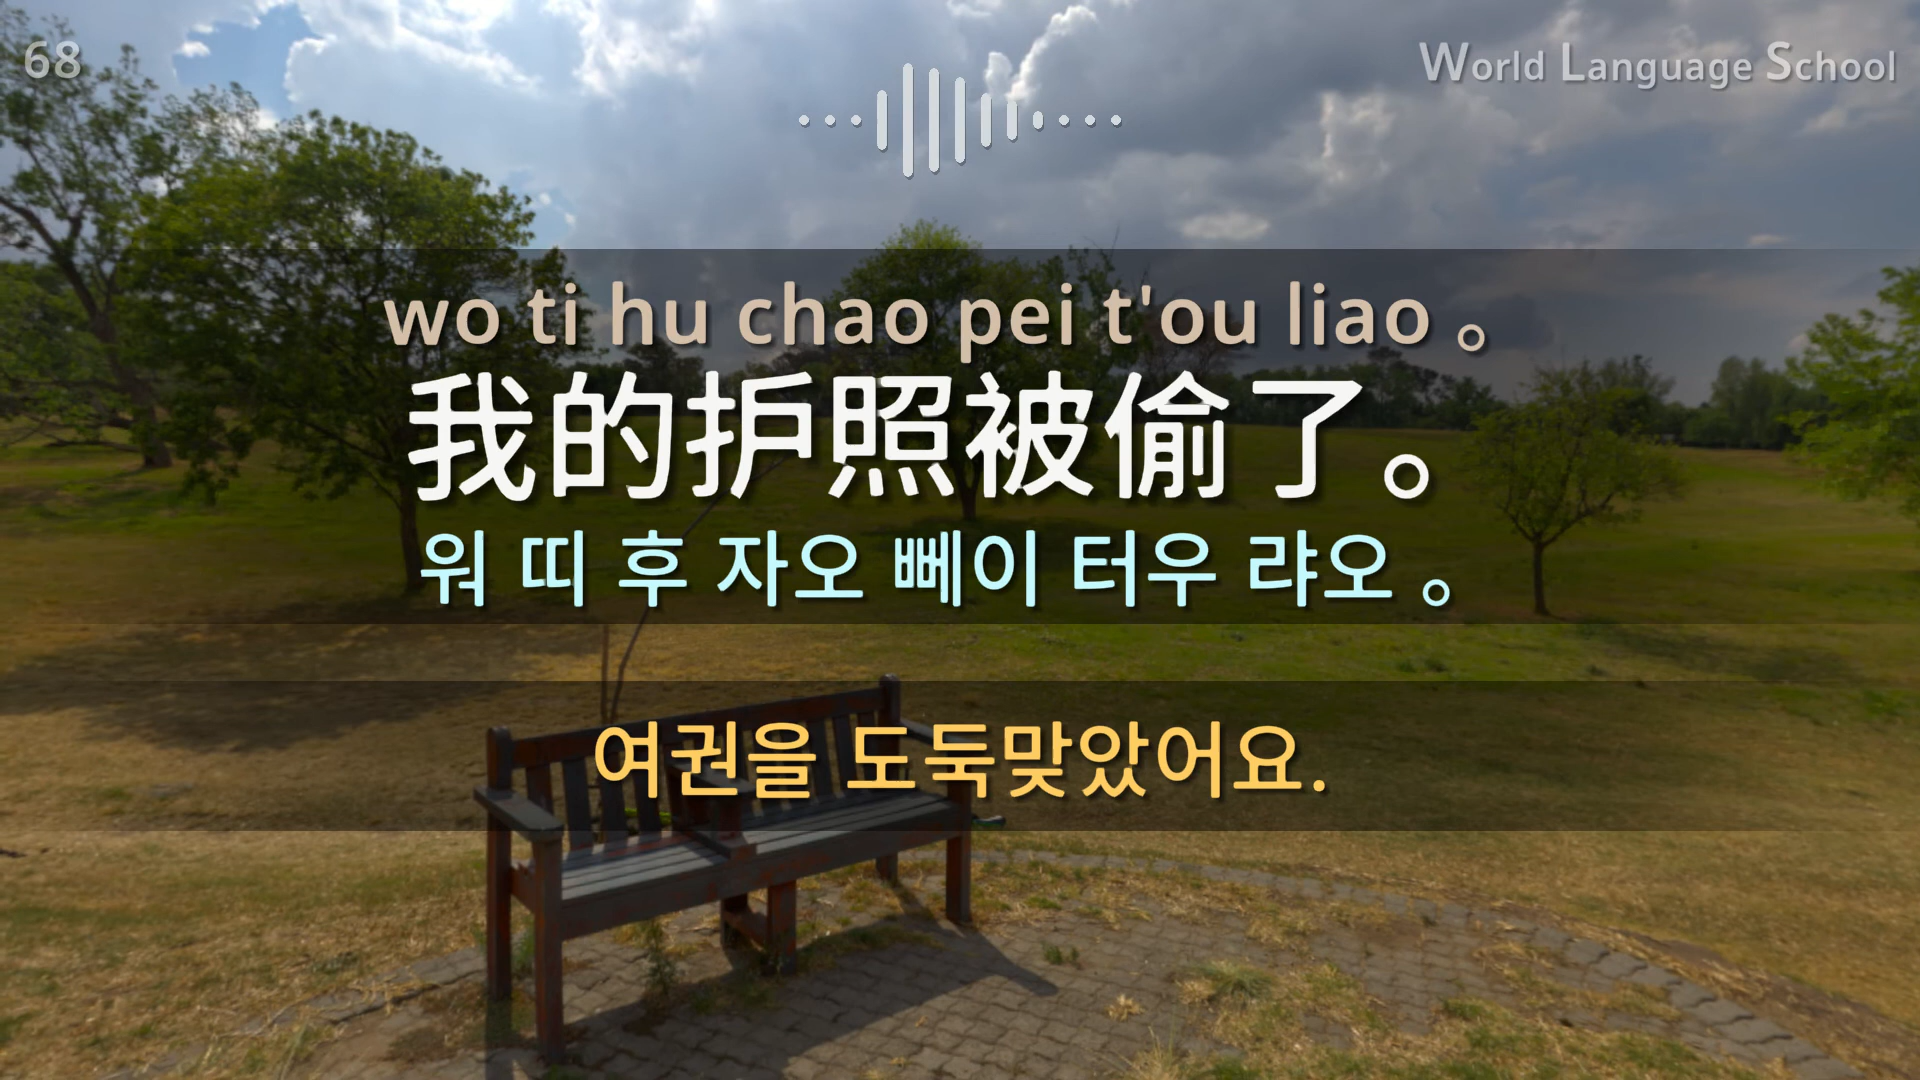 68
World Language School
wo ti hu chao pei t'ou liao 。
我的护照被偷了。
워 띠 후 자오 뻬이 터우 랴오 。
여권을 도둑맞았어요.